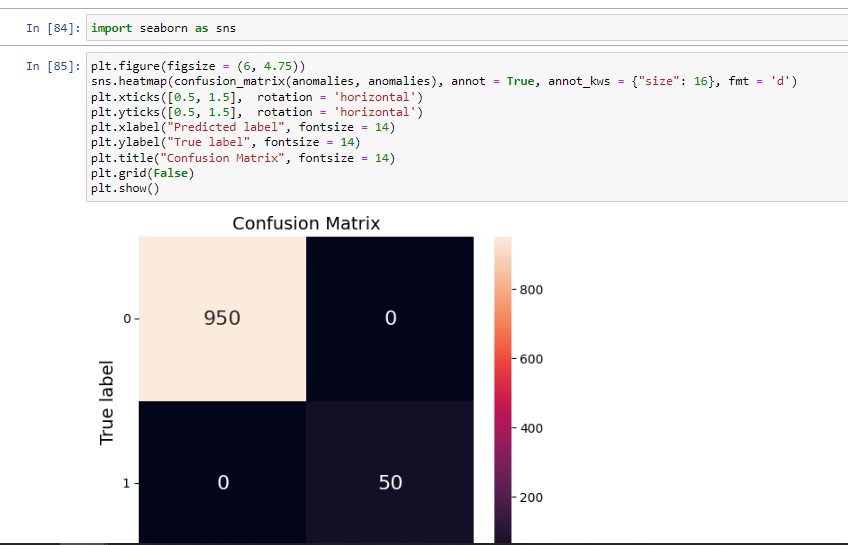 In [84]: import seaborn as sns
In [85]: plt.figure(figsize = (6, 4.75))
sns.heatmap(confusion_matrix(anomalies, anomalies), annot = True, annot_kws = {"size": 16}, fmt = 'd')
plt.xticks([0.5, 1.5],  rotation = 'horizontal')
plt.yticks([0.5, 1.5],  rotation = 'horizontal')
plt.xlabel("Predicted label", fontsize = 14)
plt.ylabel("True label", fontsize = 14)
plt.title("Confusion Matrix", fontsize = 14)
plt.grid(False)
plt.show()
Confusion Matrix
True label
0
950
0
1
0
50
800
600
400
200